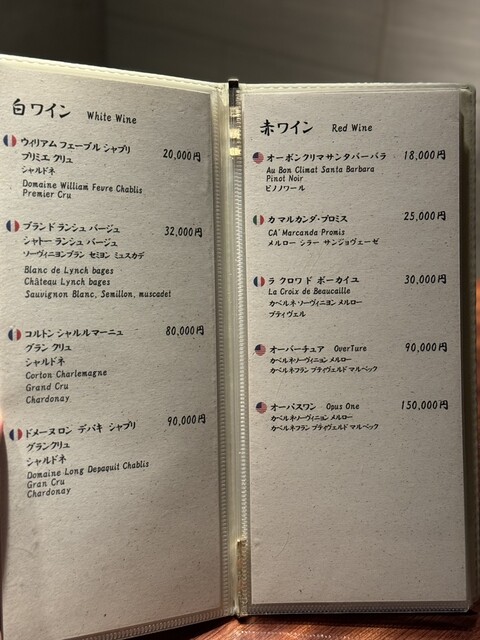 白ワイン White Wine
ウィリアム フェーブル シャブリ 20,000円
プリミエ クリュ
シャルドネ
Domaine William Fevre Chablis
Premier Cru
ブランド ランシュ バージュ 32,000円
シャトー ランシュ バージュ
ソーヴィニヨンブラン セミヨン ミュスカデ
Blanc de Lynch bages
Château Lynch bages
Sauvignon Blanc, Semillon, muscadet
コルトン シャルルマーニュ 80,000円
グラン クリュ
シャルドネ
Corton Charlemagne
Grand Cru
Chardonay
ドメーヌ ロン デパキ シャブリ 90,000円
グランクリュ
シャルドネ
Domaine Long Depaquit Chablis
Gran Cru
Chardonay
赤ワイン Red Wine
オーボンクリマサンタバーバラ 18,000円
Au Bon Climat Santa Barbara
Pinot Noir
ピノノワール
カ マルカンダ・プロミス 25,000円
CA' Marcanda Promis
メルロー シラー サンジョヴェーゼ
ラ クロワ ド ボーカイユ 30,000円
La Croix de Beaucaille
カベルネ ソーヴィニヨン メルロー
プティヴェル
オーバーチュア OverTure 90,000円
カベルネソーヴィニョン メルロー
カベルネフラン プティヴェルド マルベック
オーパスワン Opus One 150,000円
カベルネソーヴィニョン メルロー
カベルネフラン プティヴェルド マルベック